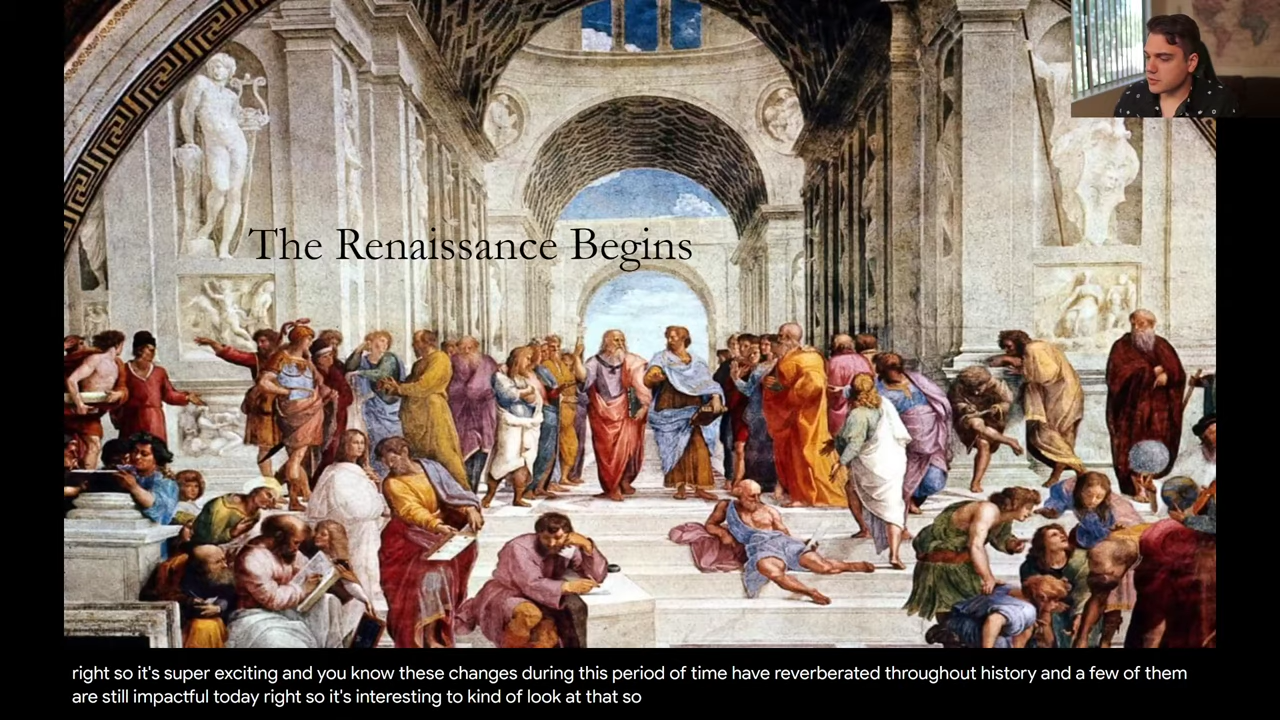 The Renaissance Begins
right so it's super exciting and you know these changes during this period of time have reverberated throughout history and a few of them
are still impactful today right so it's interesting to kind of look at that so